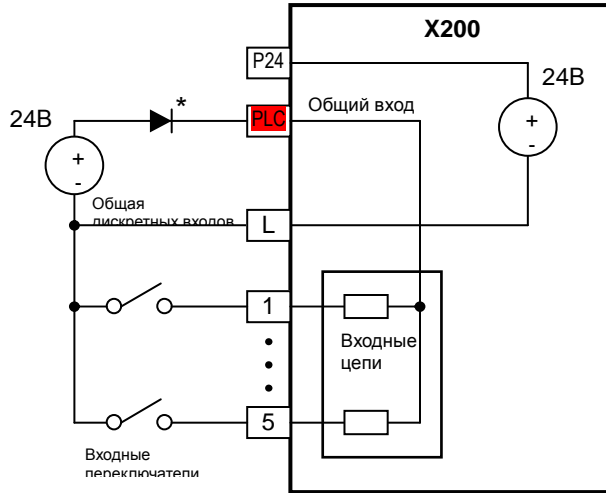 X200
P24
24В
24В
*
PLC
Общий вход
+
-
+
-
Общая
дискретных входов
L
1
Входные
цепи
5
Входные
переключатели